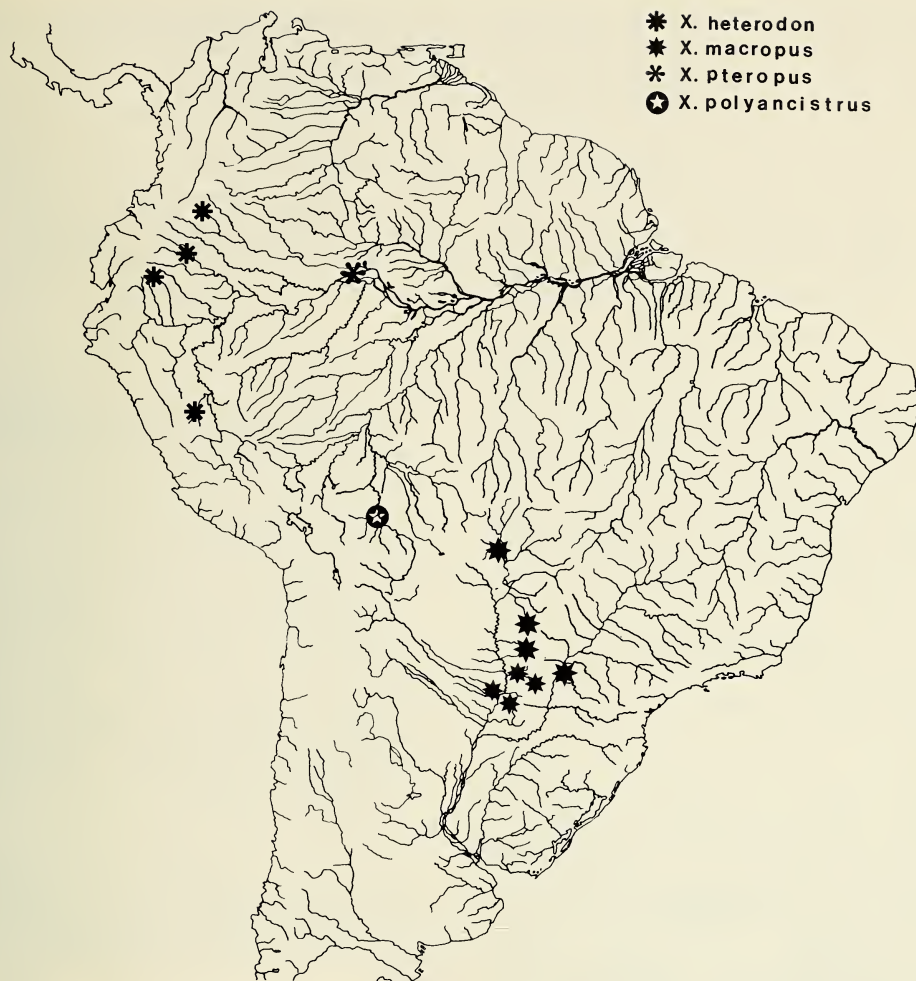 X. heterodon
X. macropus
X. pteropus
X. polyancistrus